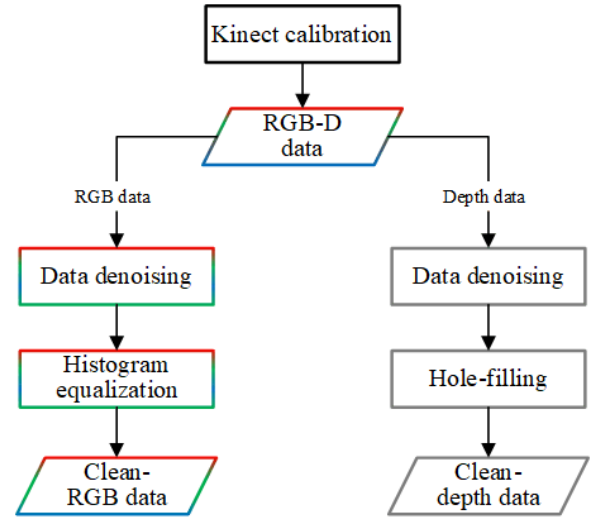 Kinect calibration
RGB-D
data
RGB data
Depth data
Data denoising
Data denoising
Histogram
equalization
Hole-filling
Clean-
RGB data
Clean-
depth data